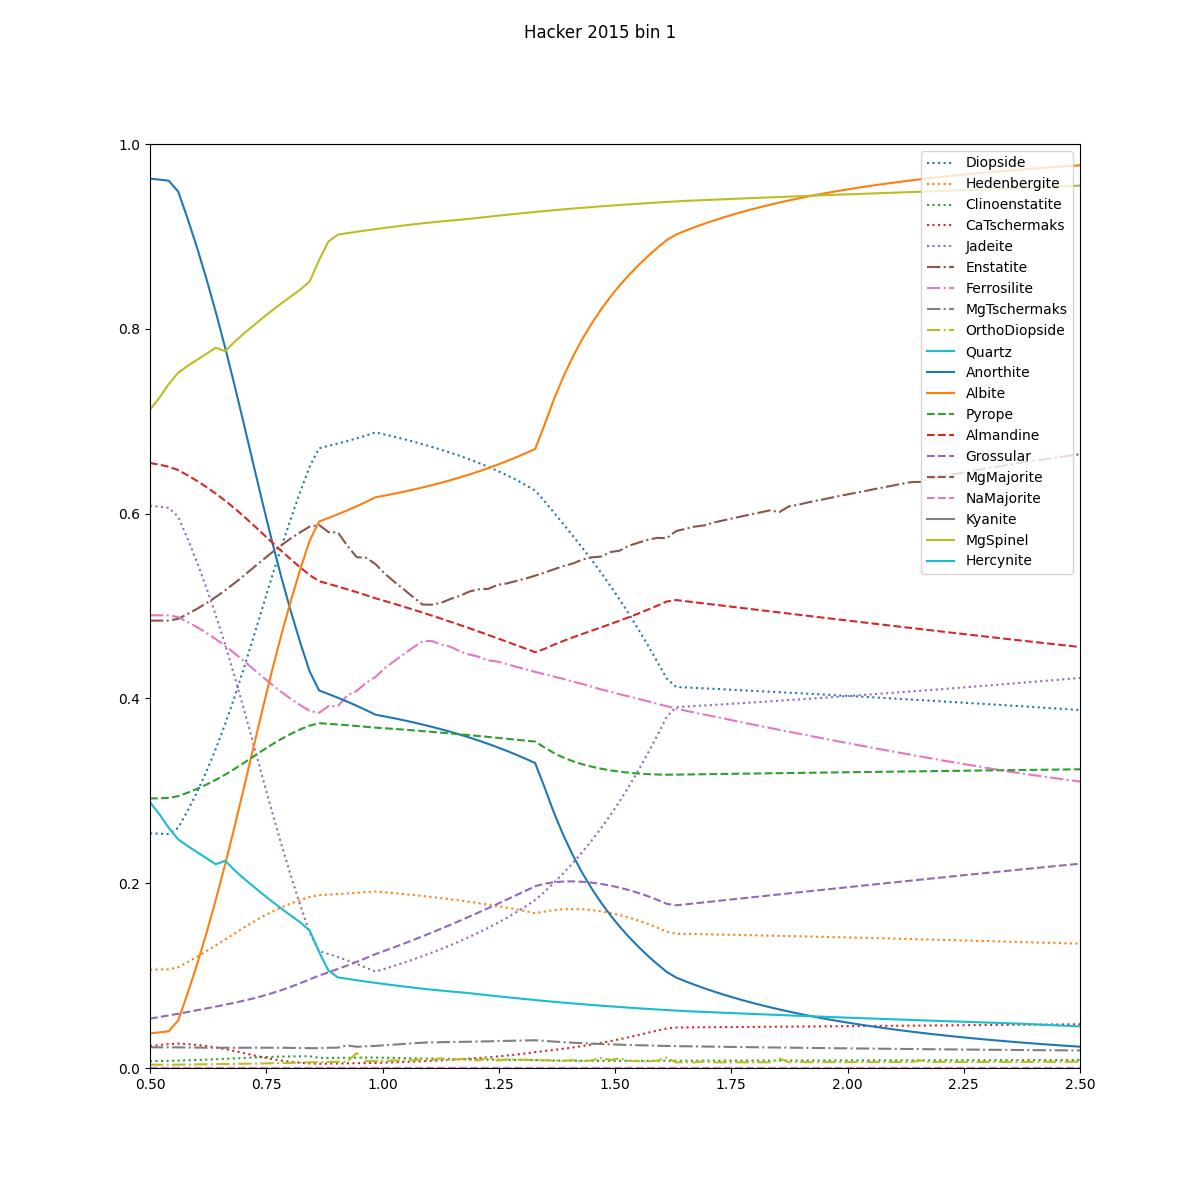 Hacker 2015 bin 1
1.0
0.8
0.6
0.4
0.2
0.0
0.50 0.75 1.00 1.25 1.50 1.75 2.00 2.25 2.50
Diopside
Hedenbergite
Clinoenstatite
CaTschermaks
Jadeite
Enstatite
Ferrosilite
MgTschermaks
OrthoDiopside
Quartz
Anorthite
Albite
Pyrope
Almandine
Grossular
MgMajorite
NaMajorite
Kyanite
MgSpinel
Hercynite